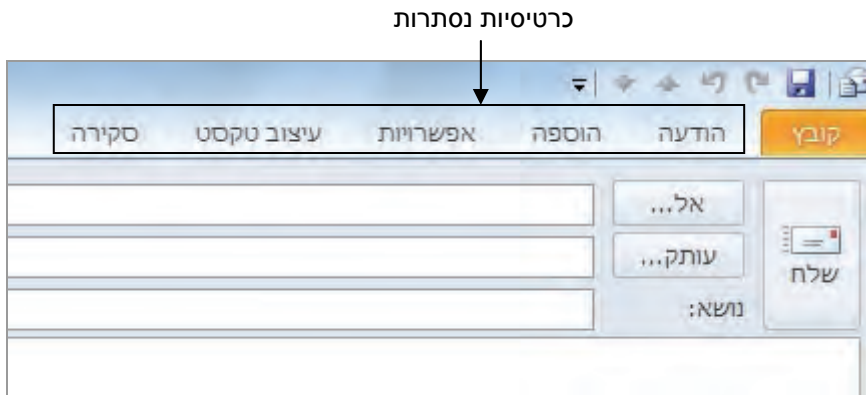 כרטיסיות נסתרות
קובץ הודעה הוספה אפשרויות עיצוב טקסט סקירה
אל...
עותק...
שלח
נושא: